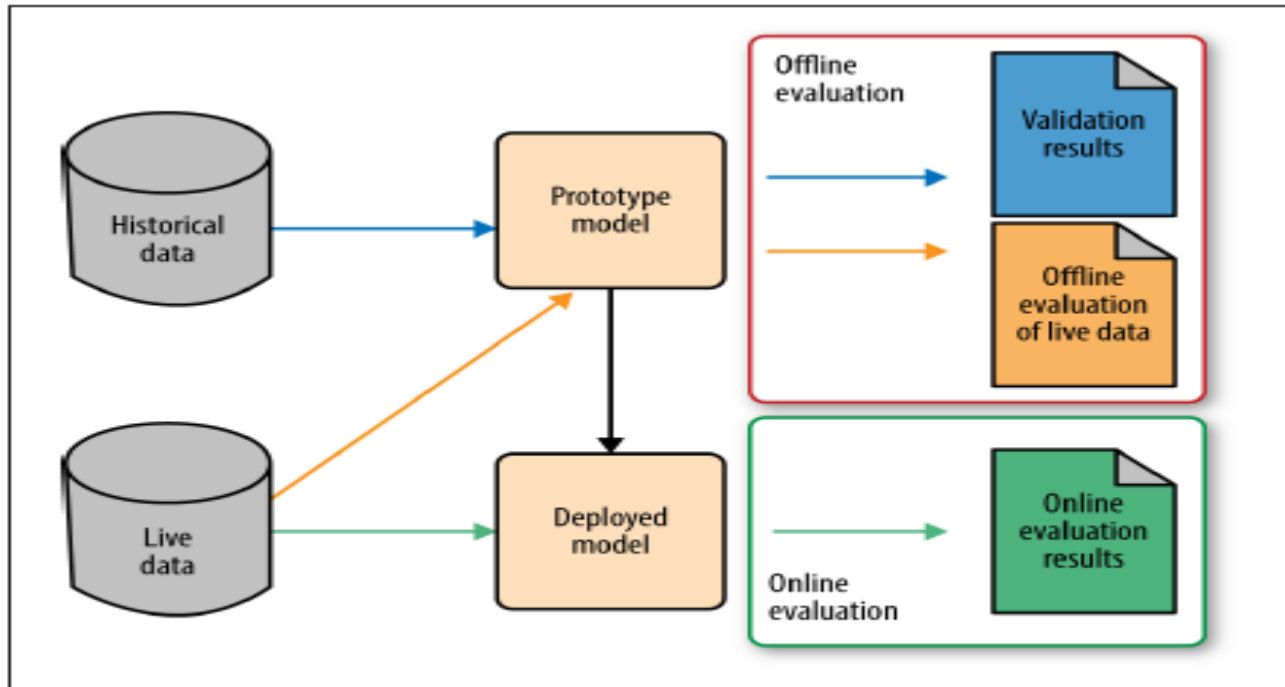 Offline
evaluation
Validation
results
Historical
data
Prototype
model
Offline
evaluation
of live data
Live
data
Deployed
model
Online
evaluation
results
Online
evaluation